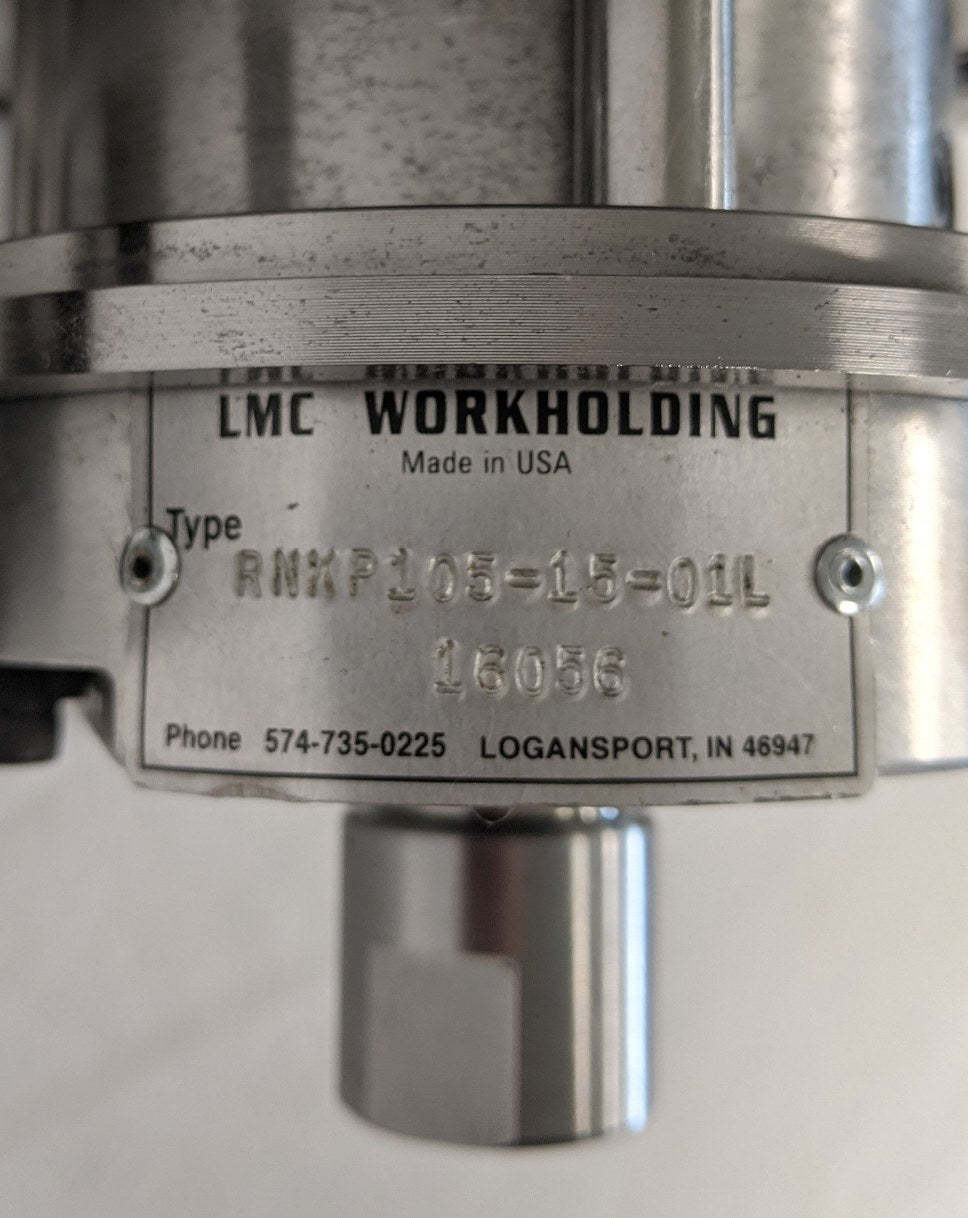 LMC WORKHOLDING
Made in USA
Type
RNKP105-15-01L
16056
Phone 574-735-0225 LOGANSPORT, IN 46947